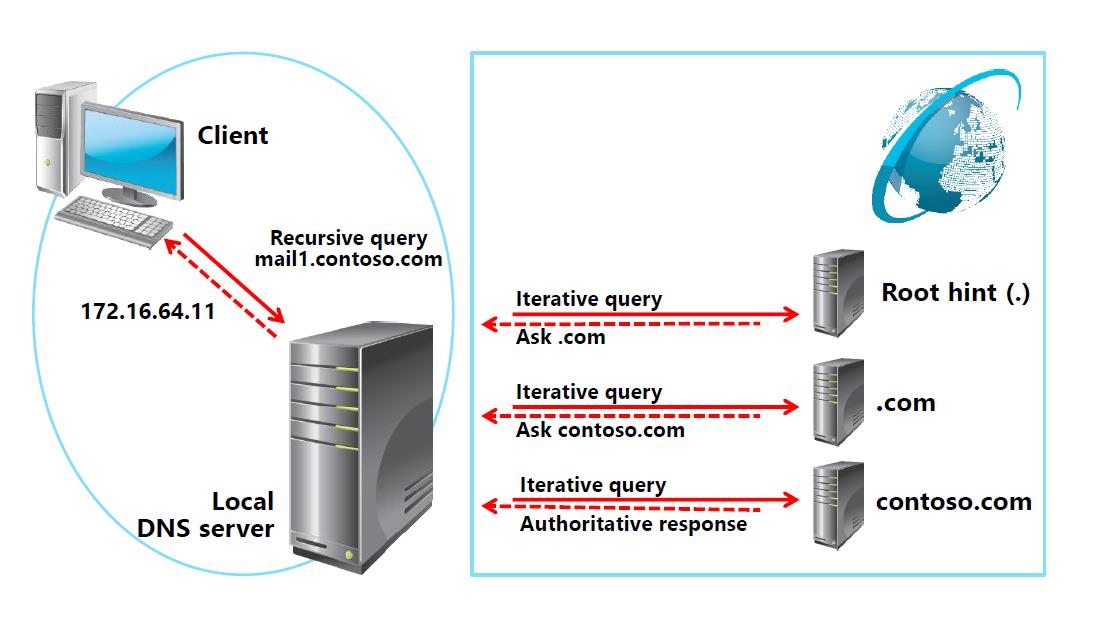 Client
Recursive query
mail1.contoso.com
172.16.64.11
Local
DNS server
Iterative query
Ask .com
Root hint (.)
Iterative query
Ask contoso.com
.com
Iterative query
Authoritative response
contoso.com